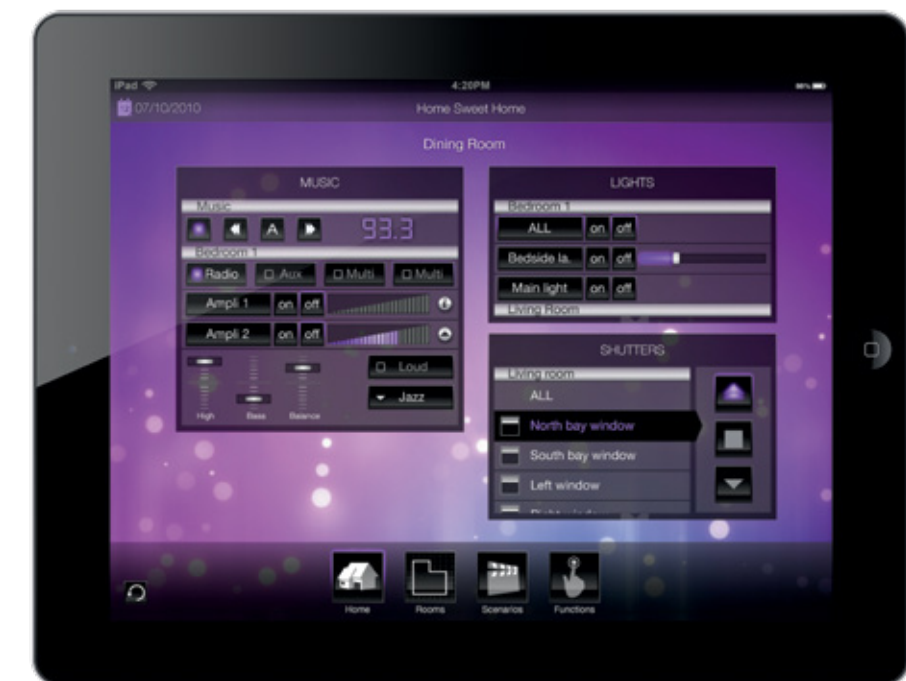 iPad 4:20PM
07/10/2010 Home Sweet Home
Dining Room
MUSIC
Music
A 93.3
Bedroom 1
Radio Aux Multi Multi
Ampli 1 on off
Ampli 2 on off
Loud
Jazz
High Bass Balance
LIGHTS
Bedroom 1
ALL on off
Bedside la. on off
Main light on off
Living Room
SHUTTERS
Living room
ALL
North bay window
South bay window
Left window
Home Rooms Scenarios Functions